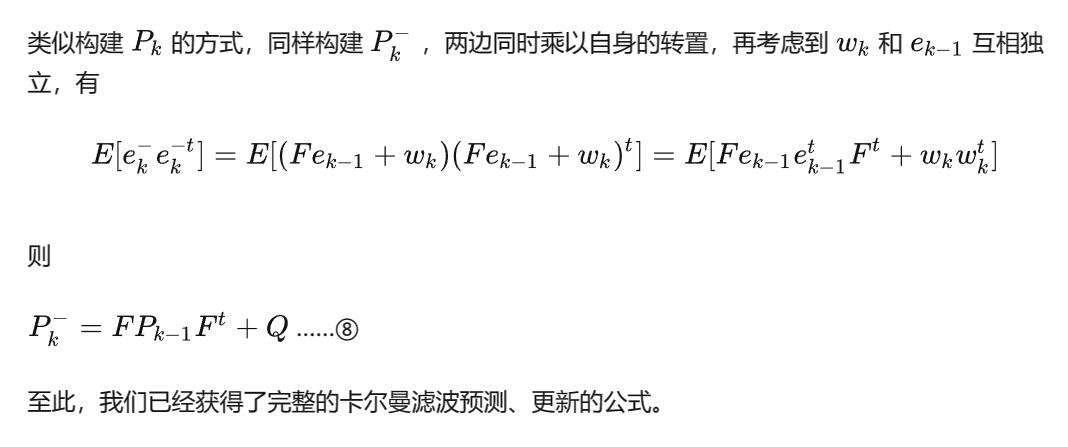 类似构建 $P_k$ 的方式，同样构建 $P_k^-$ ，两边同时乘以自身的转置，再考虑到 $w_k$ 和 $e_{k-1}$ 互相独
立，有
$E[e_k^- e_k^{-t}] = E[(Fe_{k-1} + w_k)(Fe_{k-1} + w_k)^t] = E[Fe_{k-1}e_{k-1}^t F^t + w_k w_k^t]$
则
$P_k^- = FP_{k-1}F^t + Q$ ......⑧
至此，我们已经获得了完整的卡尔曼滤波预测、更新的公式。